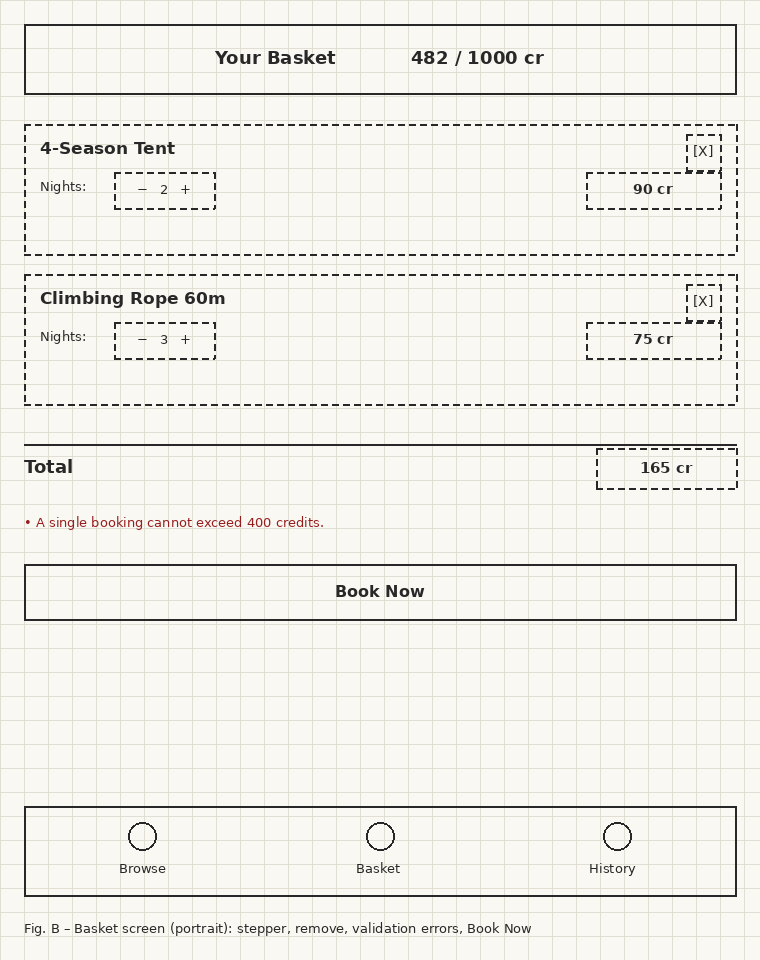 Your Basket 482 / 1000 cr
4-Season Tent [X]
Nights: − 2 + 90 cr
Climbing Rope 60m [X]
Nights: − 3 + 75 cr
Total 165 cr
• A single booking cannot exceed 400 credits.
Book Now
Browse Basket History
Fig. B – Basket screen (portrait): stepper, remove, validation errors, Book Now